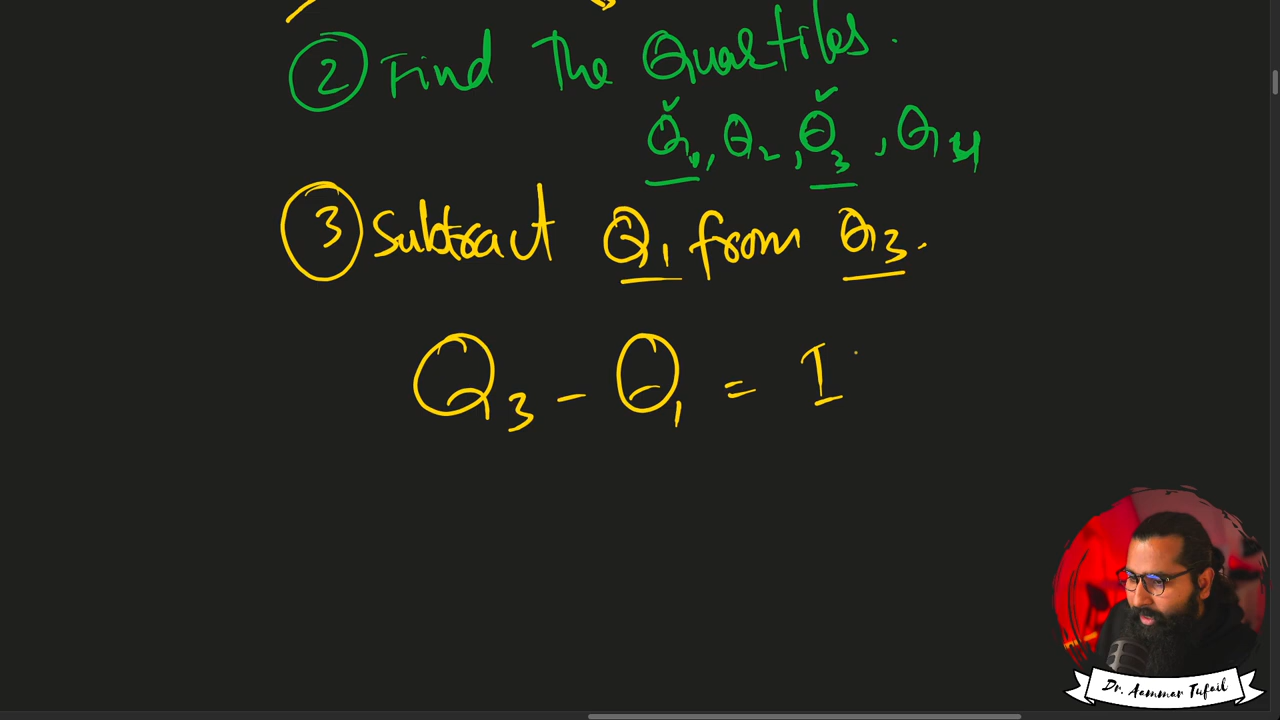 ② Find The Quartiles.
Q1, Q2, Q3, Q4
③ Subtract Q1 from Q3.
Q3 - Q1 = I
Dr. Aammar Tufail